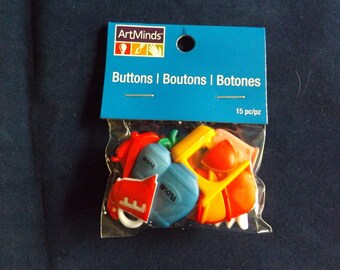 ArtMinds®
Buttons | Boutons | Botones
15 pc/pz